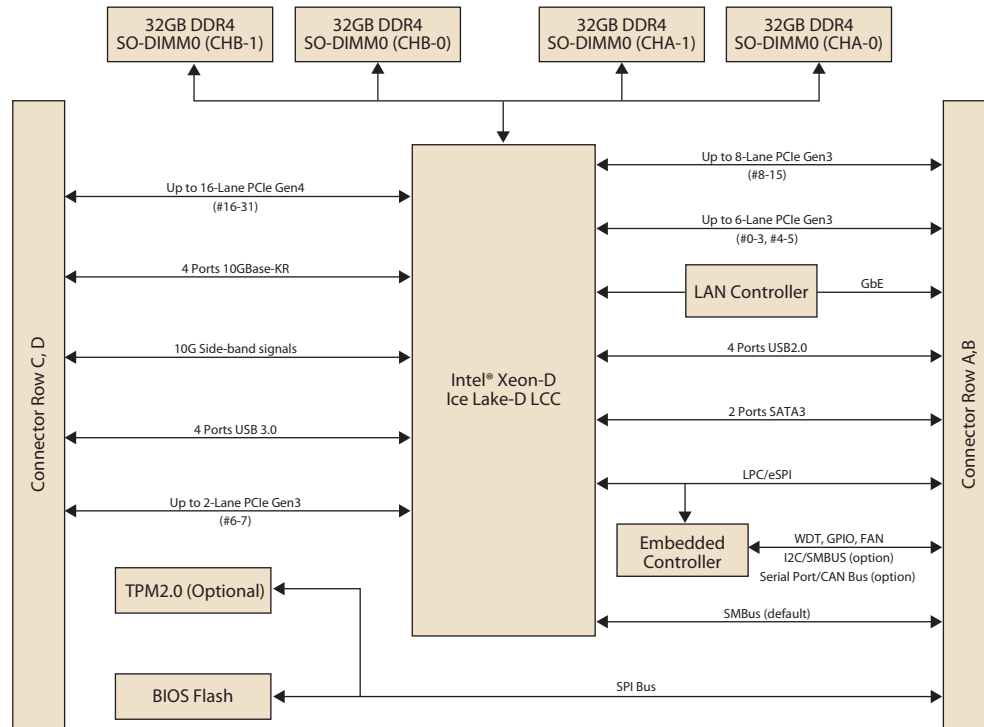 32GB DDR4
SO-DIMM0 (CHB-1)
32GB DDR4
SO-DIMM0 (CHB-0)
32GB DDR4
SO-DIMM0 (CHA-1)
32GB DDR4
SO-DIMM0 (CHA-0)
Connector Row C, D
Up to 16-Lane PCIe Gen4
(#16-31)
4 Ports 10GBase-KR
10G Side-band signals
4 Ports USB 3.0
Up to 2-Lane PCIe Gen3
(#6-7)
TPM2.0 (Optional)
BIOS Flash
Intel® Xeon-D
Ice Lake-D LCC
Up to 8-Lane PCIe Gen3
(#8-15)
Up to 6-Lane PCIe Gen3
(#0-3, #4-5)
LAN Controller
GbE
4 Ports USB2.0
2 Ports SATA3
LPC/eSPI
Embedded
Controller
WDT, GPIO, FAN
I2C/SMBUS (option)
Serial Port/CAN Bus (option)
SMBus (default)
SPI Bus
Connector Row A,B